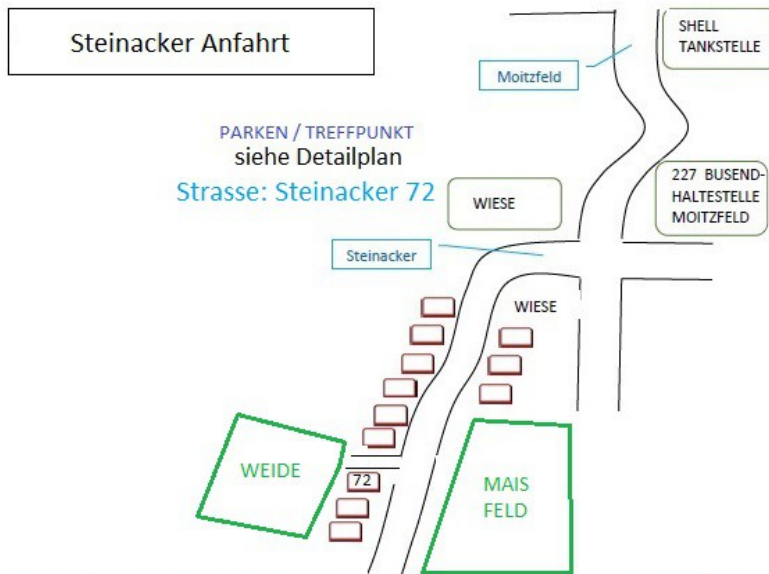 Steinacker Anfahrt
SHELL
TANKSTELLE
Moitzfeld
PARKEN / TREFFPUNKT
siehe Detailplan
Strasse: Steinacker 72
WIESE
227 BUSEND-
HALTESTELLE
MOITZFELD
Steinacker
WIESE
WEIDE
72
MAIS
FELD